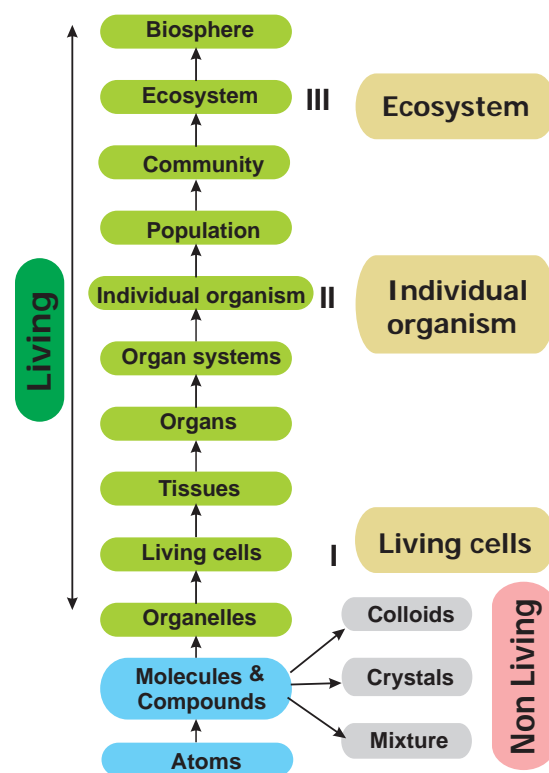 Biosphere
Ecosystem
III
Ecosystem
Community
Population
Individual organism
II
Individual
organism
Organ systems
Organs
Tissues
Living cells
I
Living cells
Organelles
Living
Molecules &
Compounds
Atoms
Colloids
Crystals
Mixture
Non Living